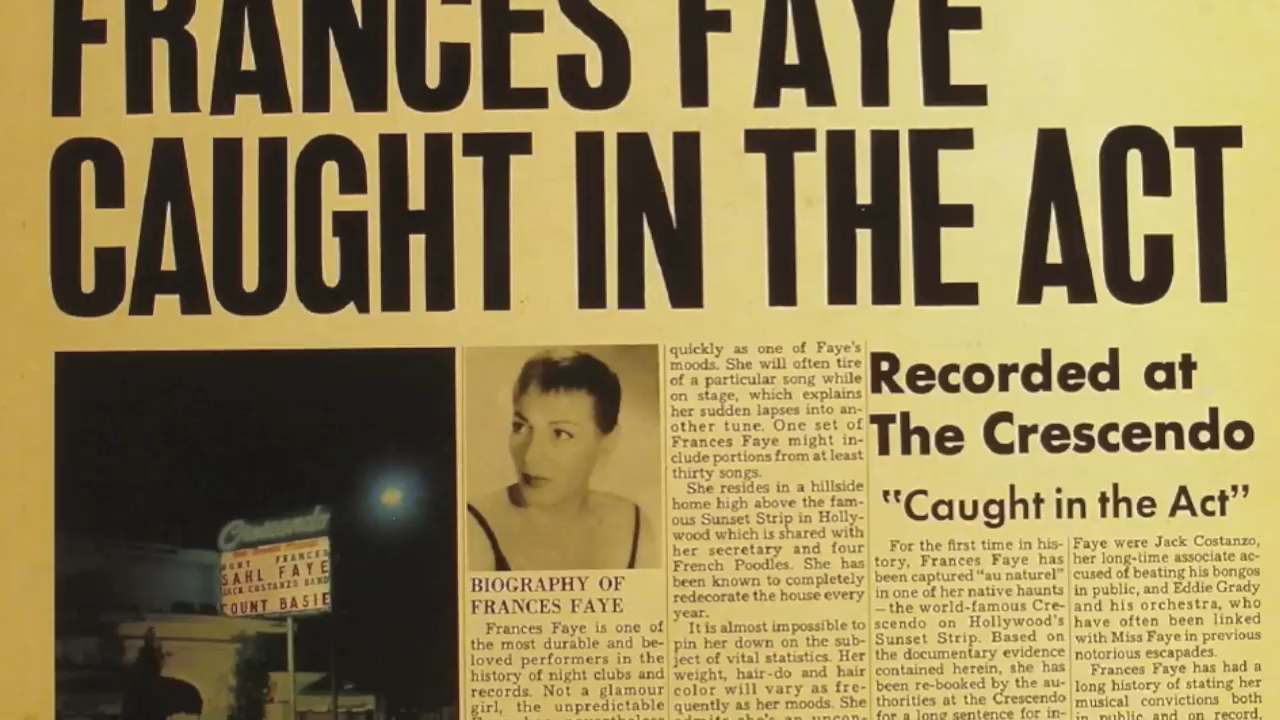 FRANCES FAYE
CAUGHT IN THE ACT
Crescendo
MORT FRANCES
SAHL FAYE
JACK COSTANZO BAND
COUNT BASIE
BIOGRAPHY OF
FRANCES FAYE
Frances Faye is one of
the most durable and be-
loved performers in the
history of night clubs and
records. Not a glamour
girl, the unpredictable
quickly as one of Faye's
moods. She will often tire
of a particular song while
on stage, which explains
her sudden lapses into an-
other tune. One set of
Frances Faye might in-
clude portions from at least
thirty songs.
She resides in a hillside
home high above the fam-
ous Sunset Strip in Holly-
wood which is shared with
her secretary and four
French Poodles. She has
been known to completely
redecorate the house every
year.
It is almost impossible to
pin her down on the sub-
ject of vital statistics. Her
weight, hair-do and hair
color will vary as fre-
quently as her moods. She
Recorded at
The Crescendo
"Caught in the Act"
For the first time in his-
tory, Frances Faye has
been captured "au naturel"
in one of her native haunts
—the world-famous Cre-
scendo on Hollywood's
Sunset Strip. Based on
the documentary evidence
contained herein, she has
been re-booked by the au-
thorities at the Crescendo
for a long sentence for in-
Faye were Jack Costanzo,
her long-time associate ac-
cused of beating his bongos
in public, and Eddie Grady
and his orchestra, who
have often been linked
with Miss Faye in previous
notorious escapades.
Frances Faye has had a
long history of stating her
musical convictions both
in public and on record.